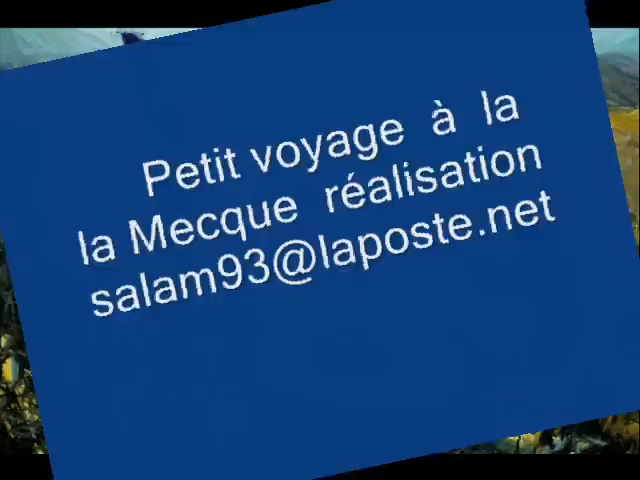 Petit voyage à la
la Mecque réalisation
salam93@laposte.net